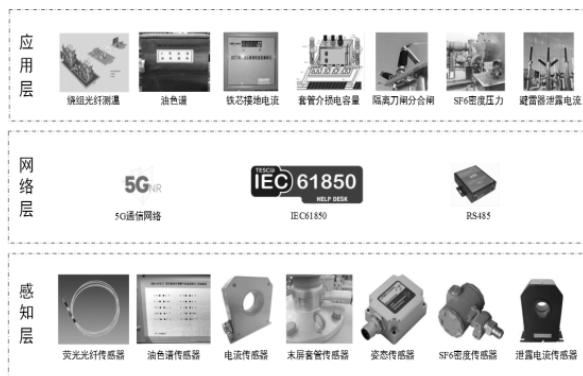 应用层
绕组光纤测温
油色谱
铁芯接地电流
套管介损电容量
隔离刀闸分合闸
SF6密度压力
避雷器泄露电流
网络层
5G NR
TESCO
IEC 61850
HELP DESK
5G通信网络
IEC61850
RS485
感知层
荧光光纤传感器
油色谱传感器
电流传感器
末屏套管传感器
姿态传感器
SF6密度传感器
泄露电流传感器